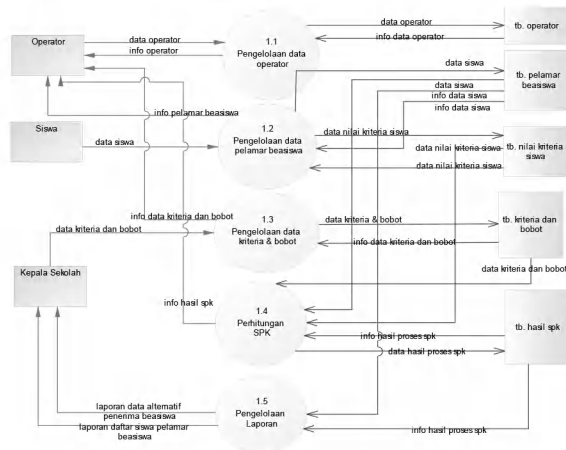 data operator
tb. operator
Operator
data operator
1.1
info data operator
info operator
Pengelolaan data
operator
data siswa
tb. pelamar
beasiswa
data siswa
info data siswa
info data siswa
info pelamar beasiswa
1.2
Siswa
data siswa
Pengelolaan data
pelamar beasiswa
data nilai kriteria siswa
data nilai kriteria siswa
data nilai kriteria siswa
tb. nilai kriteria
siswa
info data kriteria dan bobot
1.3
data kriteria dan bobot
Pengelolaan data
kriteria & bobot
data kriteria & bobot
info data kriteria dan bobot
tb. kriteria dan
bobot
data kriteria dan bobot
Kepala Sekolah
info hasil spk
1.4
Perhitungan
SPK
info hasil proses spk
data hasil proses spk
tb. hasil spk
1.5
Pengelolaan
Laporan
laporan data alternatif
penerima beasiswa
laporan daftar siswa pelamar
beasiswa
info hasil proses spk